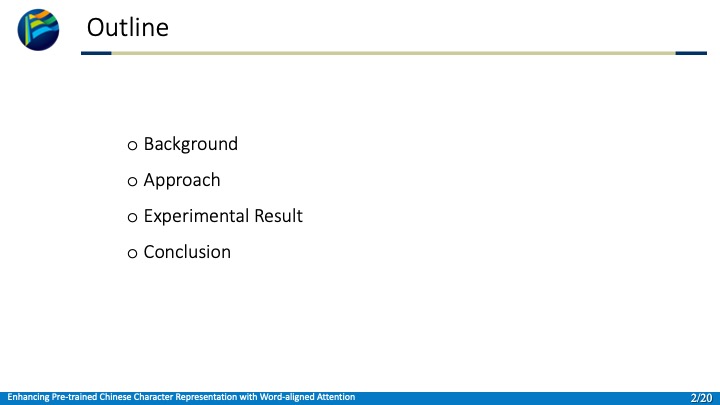 Outline
o Background
o Approach
o Experimental Result
o Conclusion
Enhancing Pre-trained Chinese Character Representation with Word-aligned Attention
2/20